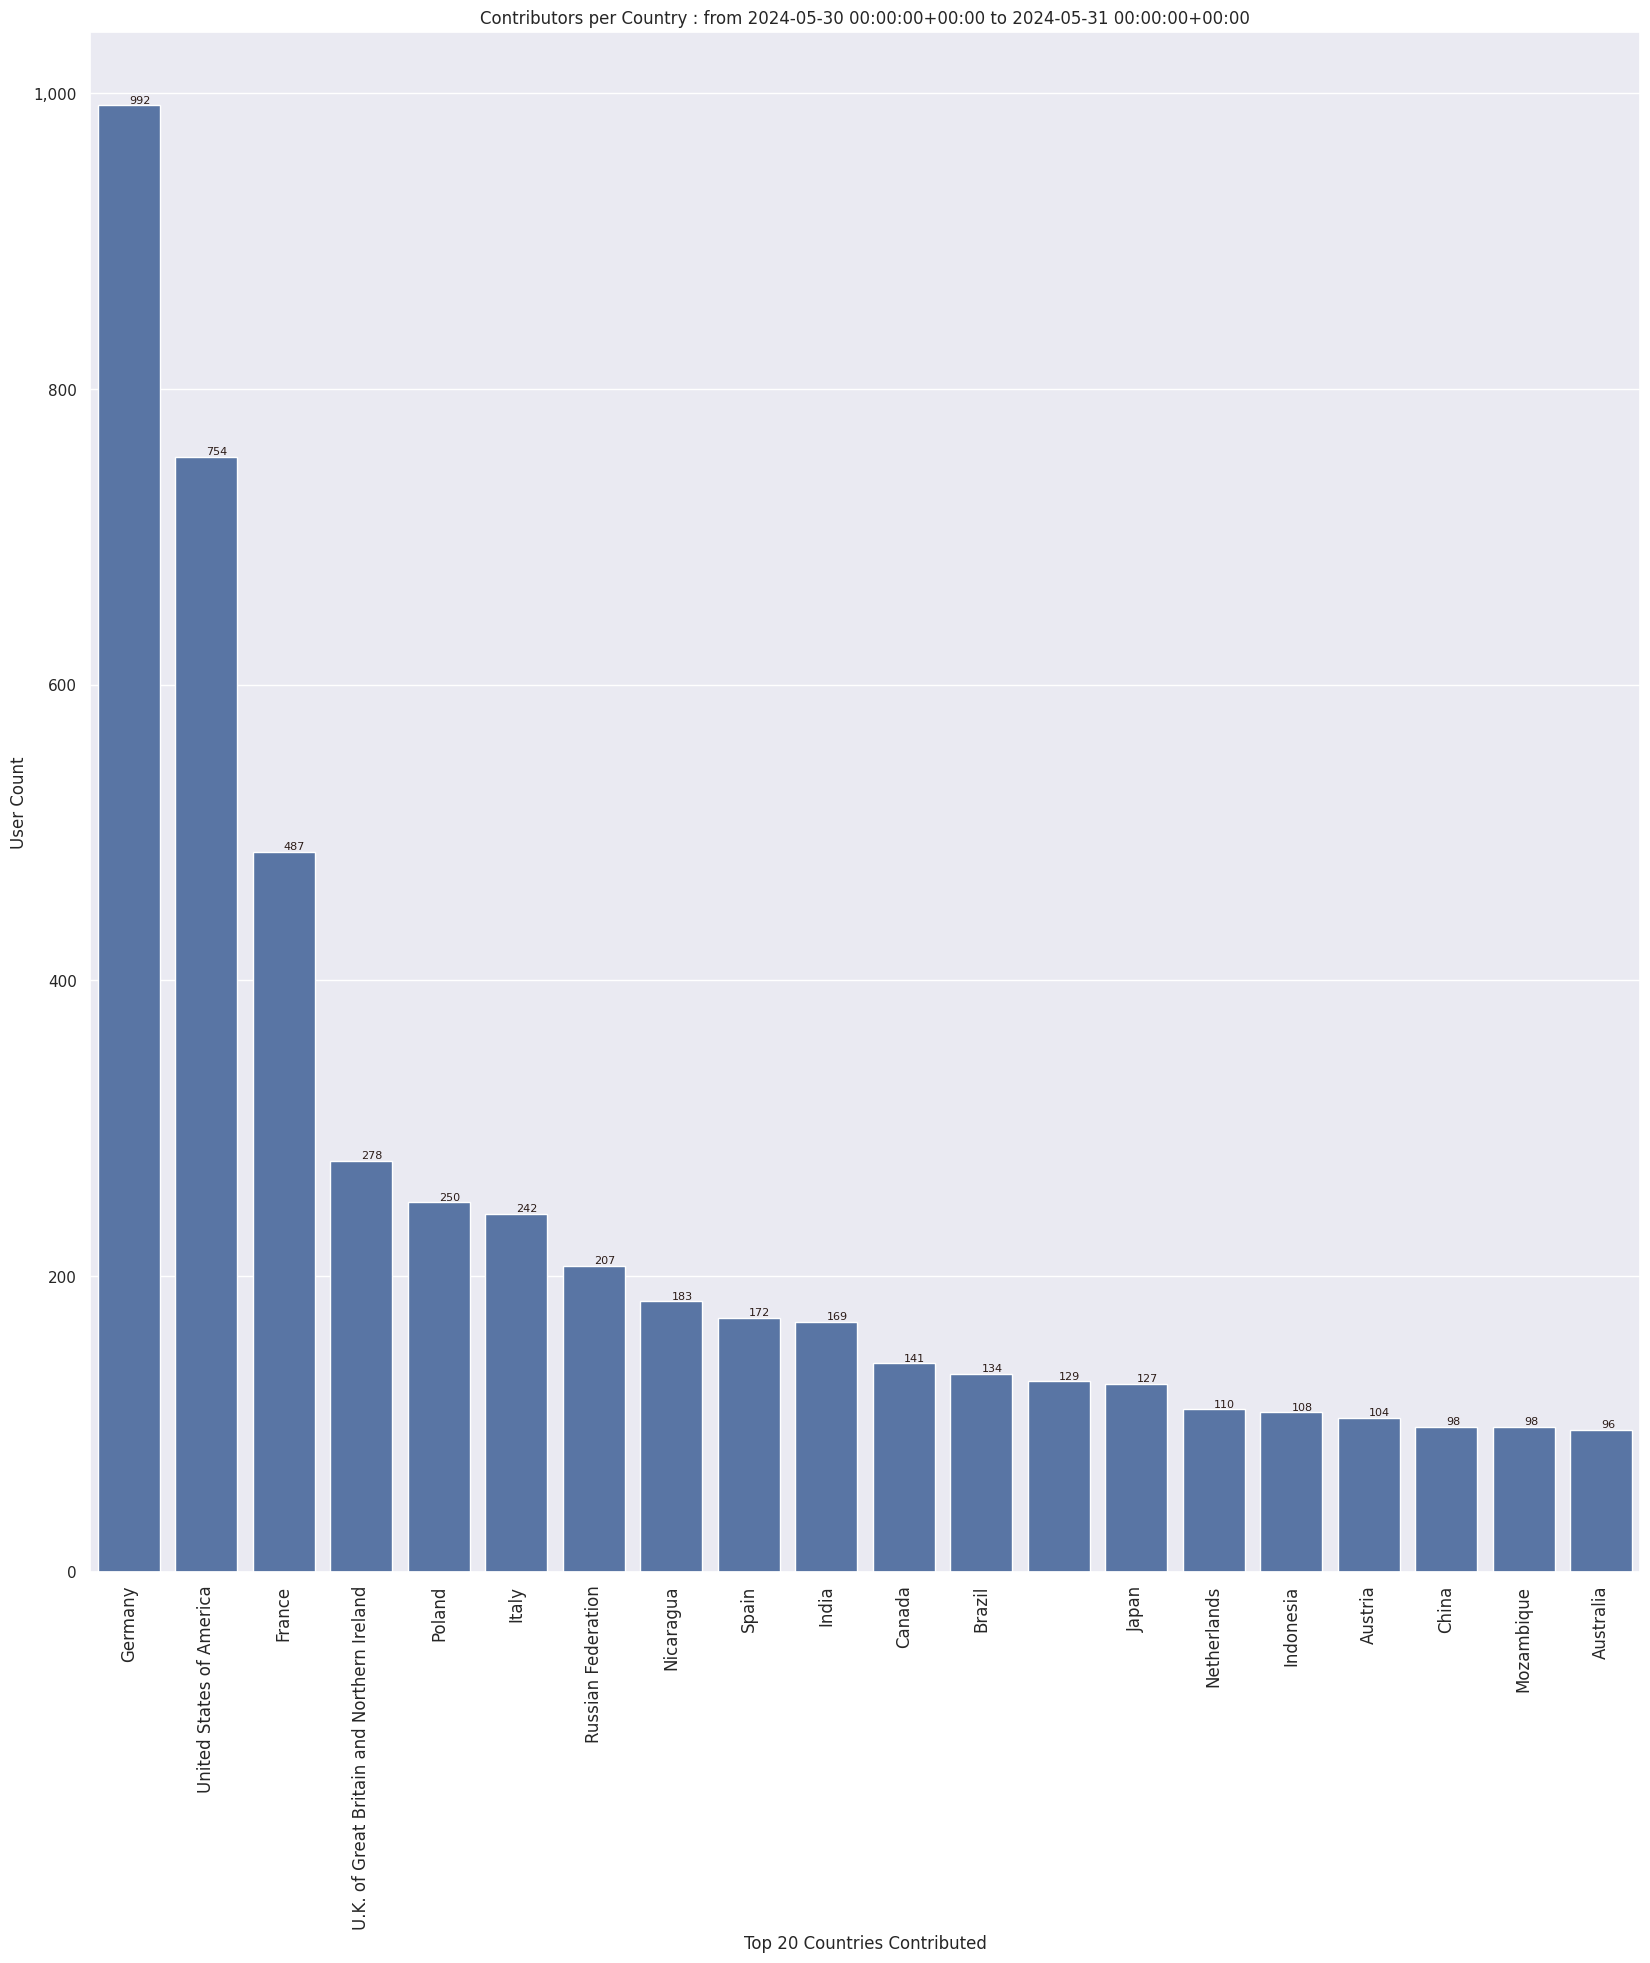 Contributors per Country : from 2024-05-30 00:00:00+00:00 to 2024-05-31 00:00:00+00:00
User Count
1,000
800
600
400
200
0
992
754
487
278
250
242
207
183
172
169
141
134
129
127
110
108
104
98
98
96
Germany
United States of America
France
U.K. of Great Britain and Northern Ireland
Poland
Italy
Russian Federation
Nicaragua
Spain
India
Canada
Brazil
Japan
Netherlands
Indonesia
Austria
China
Mozambique
Australia
Top 20 Countries Contributed